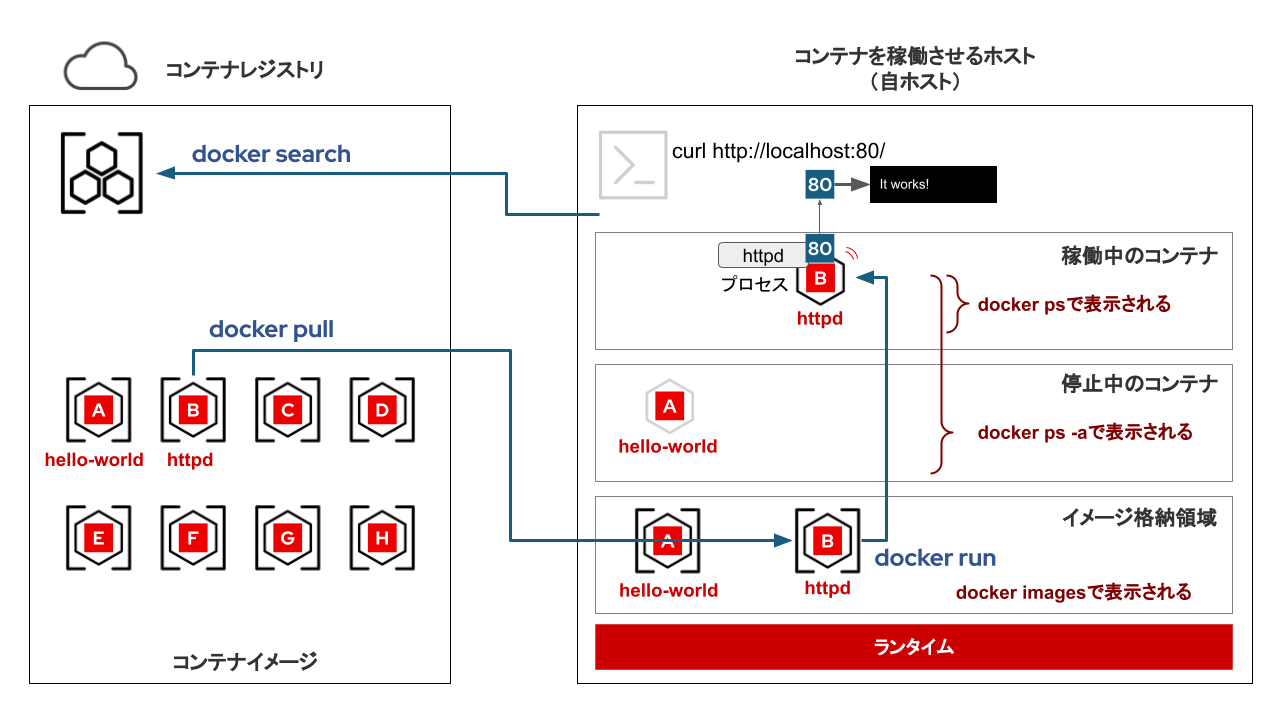 コンテナレジストリ
docker search
docker pull
A
B
C
D
hello-world
httpd
E
F
G
H
コンテナイメージ
コンテナを稼働させるホスト
（自ホスト）
curl http://localhost:80/
80
It works!
稼働中のコンテナ
httpd
80
プロセス
B
httpd
docker psで表示される
停止中のコンテナ
A
hello-world
docker ps -aで表示される
イメージ格納領域
A
B
hello-world
httpd
docker run
docker imagesで表示される
ランタイム